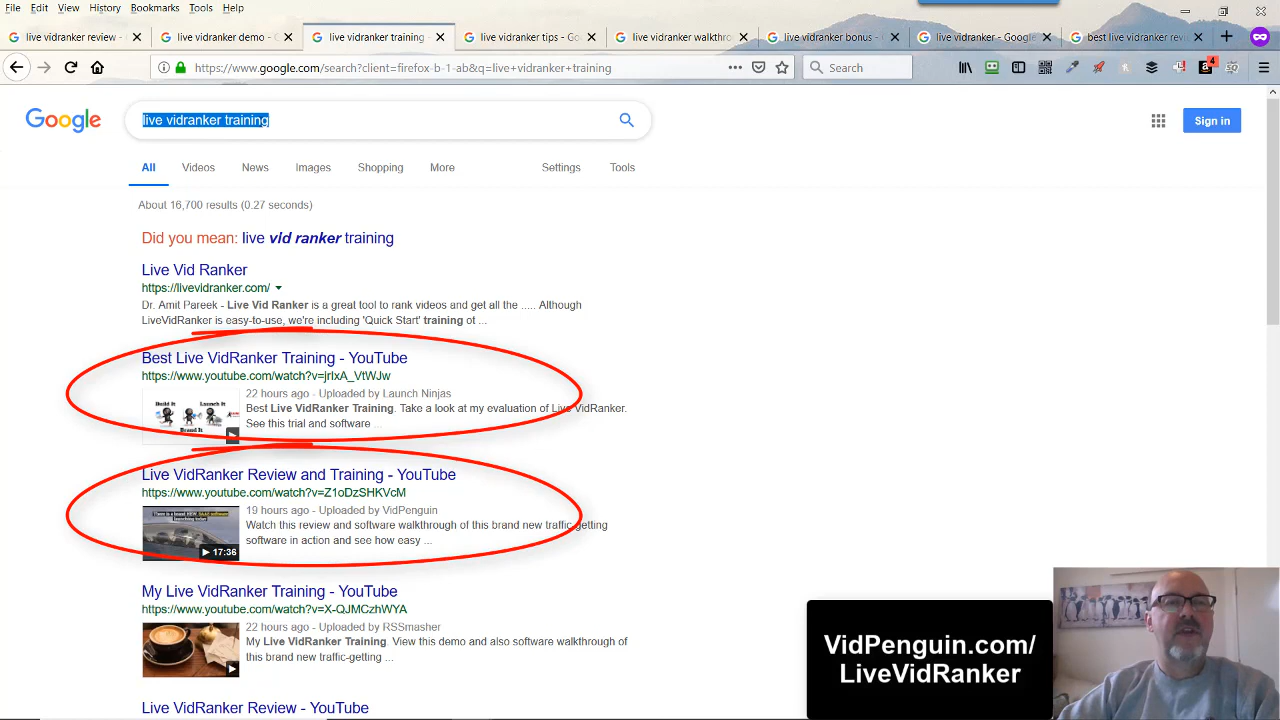 File Edit View History Bookmarks Tools Help
live vidranker review -
live vidranker demo - G
live vidranker training -
live vidranker tips - Goo
live vidranker walkthro
live vidranker bonus -
live vidranker - Google
best live vidranker revi
https://www.google.com/search?client=firefox-b-1-ab&q=live+vidranker+training
Search
4
Google
live vidranker training
Sign in
All Videos News Images Shopping More Settings Tools
About 16,700 results (0.27 seconds)
Did you mean: live vid ranker training
Live Vid Ranker
https://livevidranker.com/
Dr. Amit Pareek - Live Vid Ranker is a great tool to rank videos and get all the ..... Although
LiveVidRanker is easy-to-use, we're including 'Quick Start' training ot ...
Best Live VidRanker Training - YouTube
https://www.youtube.com/watch?v=jrIxA_VtWJw
22 hours ago - Uploaded by Launch Ninjas
Build It
Launch It
Brand It
Best Live VidRanker Training. Take a look at my evaluation of Live VidRanker.
See this trial and software ...
Live VidRanker Review and Training - YouTube
https://www.youtube.com/watch?v=Z1oDzSHKVcM
19 hours ago - Uploaded by VidPenguin
Watch this review and software walkthrough of this brand new traffic-getting
software in action and see how easy ...
17:36
My Live VidRanker Training - YouTube
https://www.youtube.com/watch?v=X-QJMCzhWYA
22 hours ago - Uploaded by RSSmasher
My Live VidRanker Training. View this demo and also software walkthrough of
this brand new traffic-getting ...
Live VidRanker Review - YouTube
VidPenguin.com/
LiveVidRanker